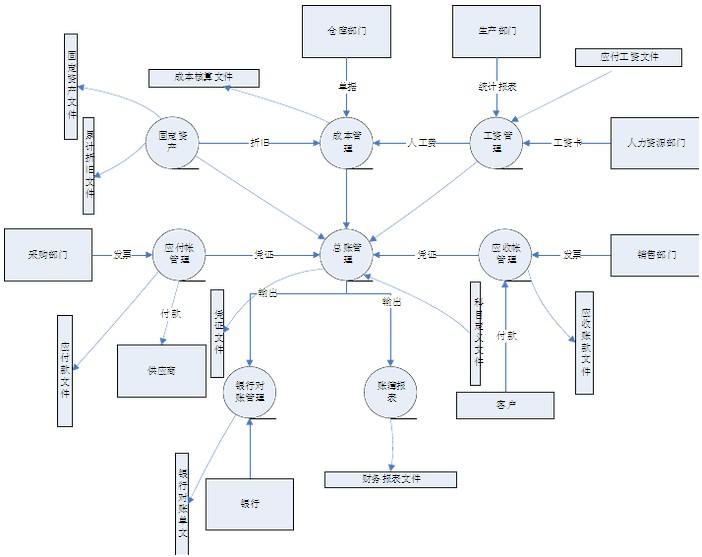 仓库部门
生产部门
固定资产文件
成本核算文件
应付工资文件
单据
统计报表
累计折旧文件
固定资
产
折旧
成本管
理
人工费
工资管
理
工资卡
人力资源部门
采购部门
发票
应付帐
管理
凭证
总账管
理
凭证
应收帐
管理
发票
销售部门
付款
凭证文件
输出
输出
科目定义文件
应收账款文件
应付款文件
供应商
付款
银行对
账管理
账簿报
表
客户
银行对账单文
银行
财务报表文件